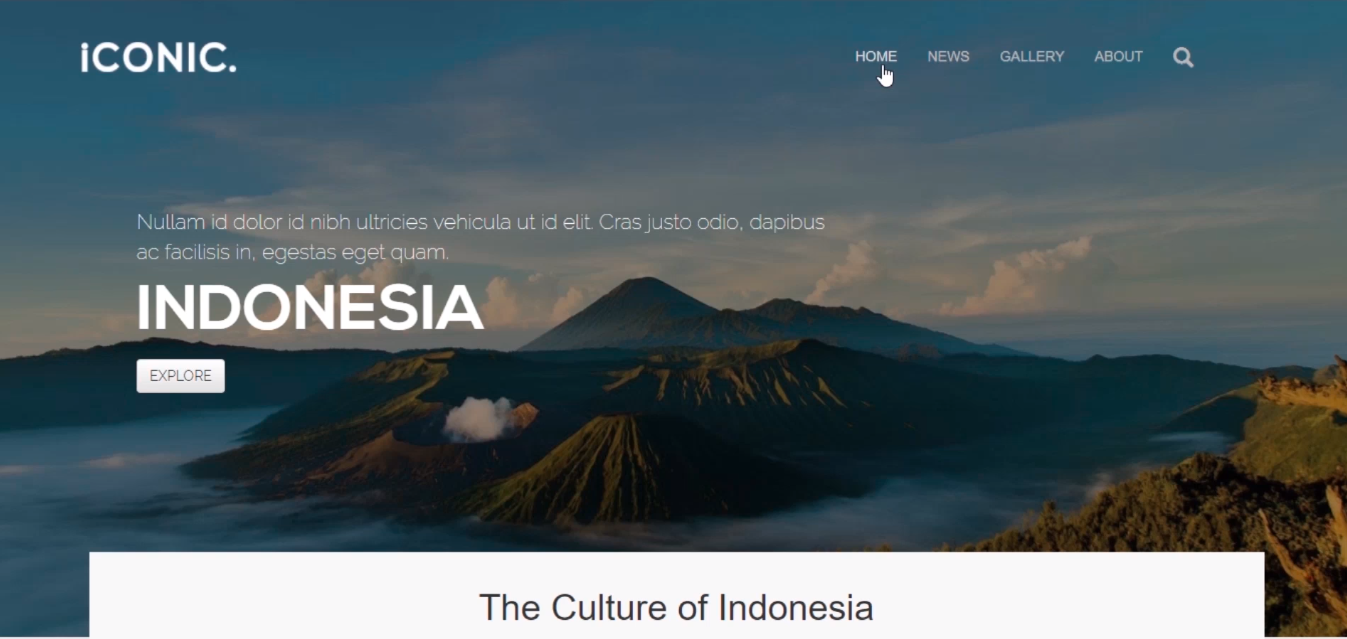 iCONIC.
HOME NEWS GALLERY ABOUT
Nullam id dolor id nibh ultricies vehicula ut id elit. Cras justo odio, dapibus
ac facilisis in, egestas eget quam.
INDONESIA
EXPLORE
The Culture of Indonesia